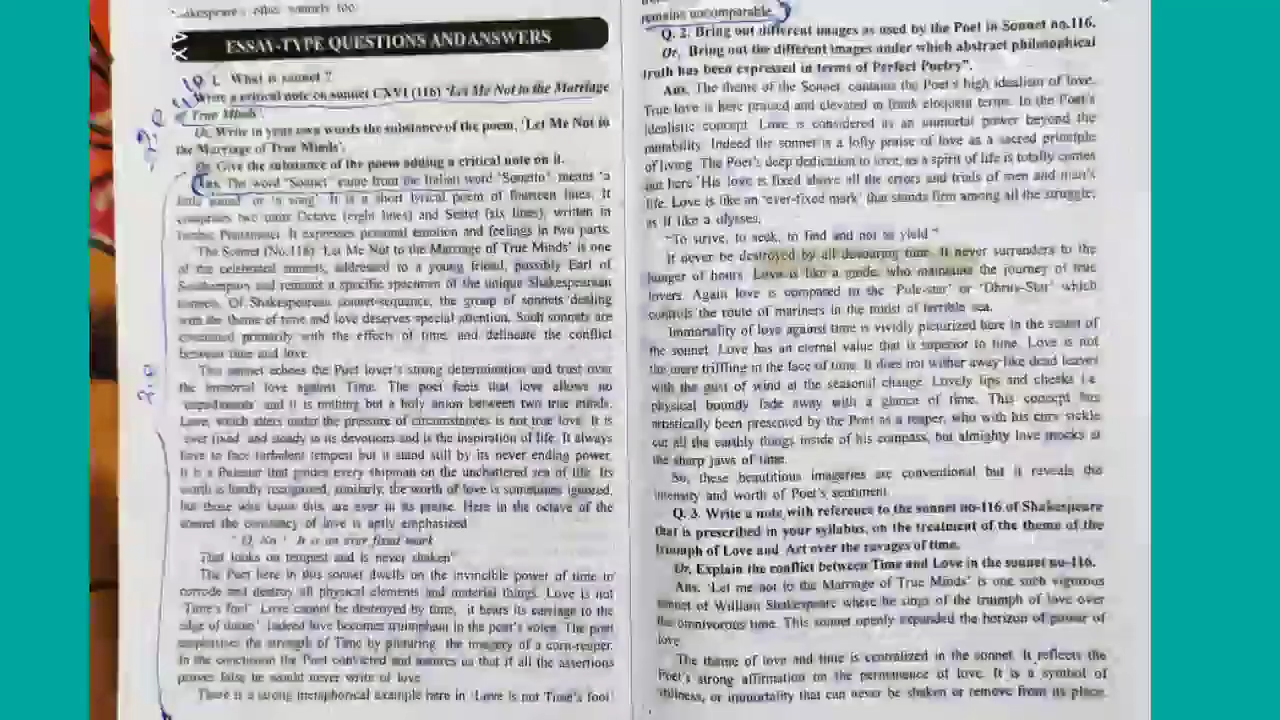 Shakespeare's other sonnets too.
ESSAY-TYPE QUESTIONS AND ANSWERS
Q. 1. What is sonnet ?
Write a critical note on sonnet CXVI (116) 'Let Me Not to the Marriage
of True Minds'.
Or, Write in your own words the substance of the poem, 'Let Me Not to
the Marriage of True Minds'.
Or, Give the substance of the poem adding a critical note on it.
Ans. The word "Sonnet" came from the Italian word 'Sonetto' means 'a
little sound' or 'a song'. It is a short lyrical poem of fourteen lines. It
comprises two parts Octave (eight lines) and Sestet (six lines), written in
Iambic Pentameter. It expresses personal emotion and feelings in two parts.
The Sonnet (No.116) 'Let Me Not to the Marriage of True Minds' is one
of the celebrated sonnets, addressed to a young friend, possibly Earl of
Southampton and remains a specific specimen of the unique Shakespearean
sonnets. Of Shakespearean sonnet-sequence, the group of sonnets dealing
with the theme of time and love deserves special attention. Such sonnets are
concerned primarily with the effects of time, and delineate the conflict
between time and love.
This sonnet echoes the Poet lover's strong determination and trust over
the immortal love against Time. The poet feels that love allows no
'impediments' and it is nothing but a holy union between two true minds.
Love, which alters under the pressure of circumstances is not true love. It is
ever fixed and steady to its devotions and is the inspiration of life. It always
have to face turbulent tempest but it stand still by its never ending power.
It is a Polestar that guides every shipman on the unchattered sea of life. Its
worth is hardly recognized, similarly, the worth of love is sometimes ignored,
but those who know this, are ever in its praise. Here in the octave of the
sonnet the constancy of love is aptly emphasized
" O, No ! It is an ever fixed mark
That looks on tempest and is never shaken"
The Poet here in this sonnet dwells on the invincible power of time to
corrode and destroy all physical elements and material things. Love is not
'Time's fool'. Love cannot be destroyed by time, it bears its carriage to the
edge of doom'. Indeed love becomes triumphant in the poet's voice. The poet
emphasises the strength of Time by picturing the imagery of a corn-reaper.
In the conclusion the Poet convicted and assures us that if all the assertions
proves false he would never write of love.
There is a strong metaphorical example here in 'Love is not Time's fool'
remains uncomparable.
Q. 2. Bring out different images as used by the Poet in Sonnet no.116.
Or, Bring out the different images under which abstract philosophical
truth has been expressed in terms of Perfect Poetry".
Ans. The theme of the Sonnet contains the Poet's high idealism of love.
True love is here praised and elevated in frank eloquent terms. In the Poet's
idealistic concept Love is considered as an immortal power beyond the
mutability. Indeed the sonnet is a lofty praise of love as a sacred principle
of living. The Poet's deep dedication to love, as a spirit of life is totally comes
out here 'His love is fixed above all the errors and trials of men and man's
life. Love is like an "ever-fixed mark' that stands firm among all the struggle,
as if like a ulysses,
"To strive, to seek, to find and not to yield "
If never be destroyed by all devouring time. It never surrenders to the
hunger of hours. Love is like a guide, who maintains the journey of true
lovers. Again love is compared to the 'Pole-star' or 'Dhruv-Star' which
controls the route of mariners in the midst of terrible sea.
Immortality of love against time is vividly picturized here in the sestet of
the sonnet. Love has an eternal value that is superior to time. Love is not
the mere triffling in the face of time. It does not wither away like dead leaves
with the gust of wind at the seasonal change. Lovely lips and cheeks i.e
physical boundy fade away with a glance of time. This concept has
artistically been presented by the Poet as a reaper, who with his curv sickle
cut all the earthly things inside of his compass, but almighty love mocks at
the sharp jaws of time.
So, these beautitious imageries are conventional but it reveals the
intensity and worth of Poet's sentiment.
Q. 3. Write a note with reference to the sonnet no-116 of Shakespeare
that is prescribed in your syllabus, on the treatment of the theme of the
triumph of Love and Art over the ravages of time.
Or, Explain the conflict between Time and Love in the sonnet no-116.
Ans. 'Let me not to the Marriage of True Minds' is one such vigorous
sonnet of William Shakespeare where he sings of the triumph of love over
the omnivorous time. This sonnet openly expanded the horizon of power of
love
The theme of love and time is centralized in the sonnet. It reflects the
Poet's strong affirmation on the permanence of love. It is a symbol of
stillness, or immortality that can never be shaken or remove from its place.